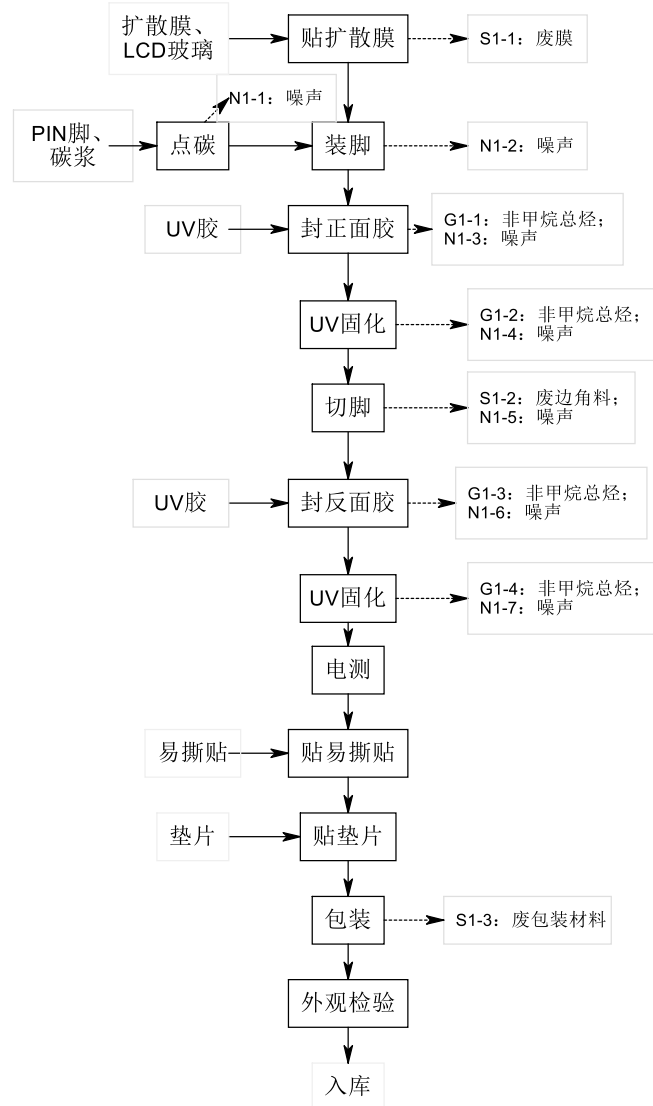 扩散膜、
LCD玻璃
贴扩散膜
S1-1：废膜
N1-1：噪声
PIN脚、
碳浆
点碳
装脚
N1-2：噪声
UV胶
封正面胶
G1-1：非甲烷总烃；
N1-3：噪声
UV固化
G1-2：非甲烷总烃；
N1-4：噪声
切脚
S1-2：废边角料；
N1-5：噪声
UV胶
封反面胶
G1-3：非甲烷总烃；
N1-6：噪声
UV固化
G1-4：非甲烷总烃；
N1-7：噪声
电测
易撕贴
贴易撕贴
垫片
贴垫片
包装
S1-3：废包装材料
外观检验
入库